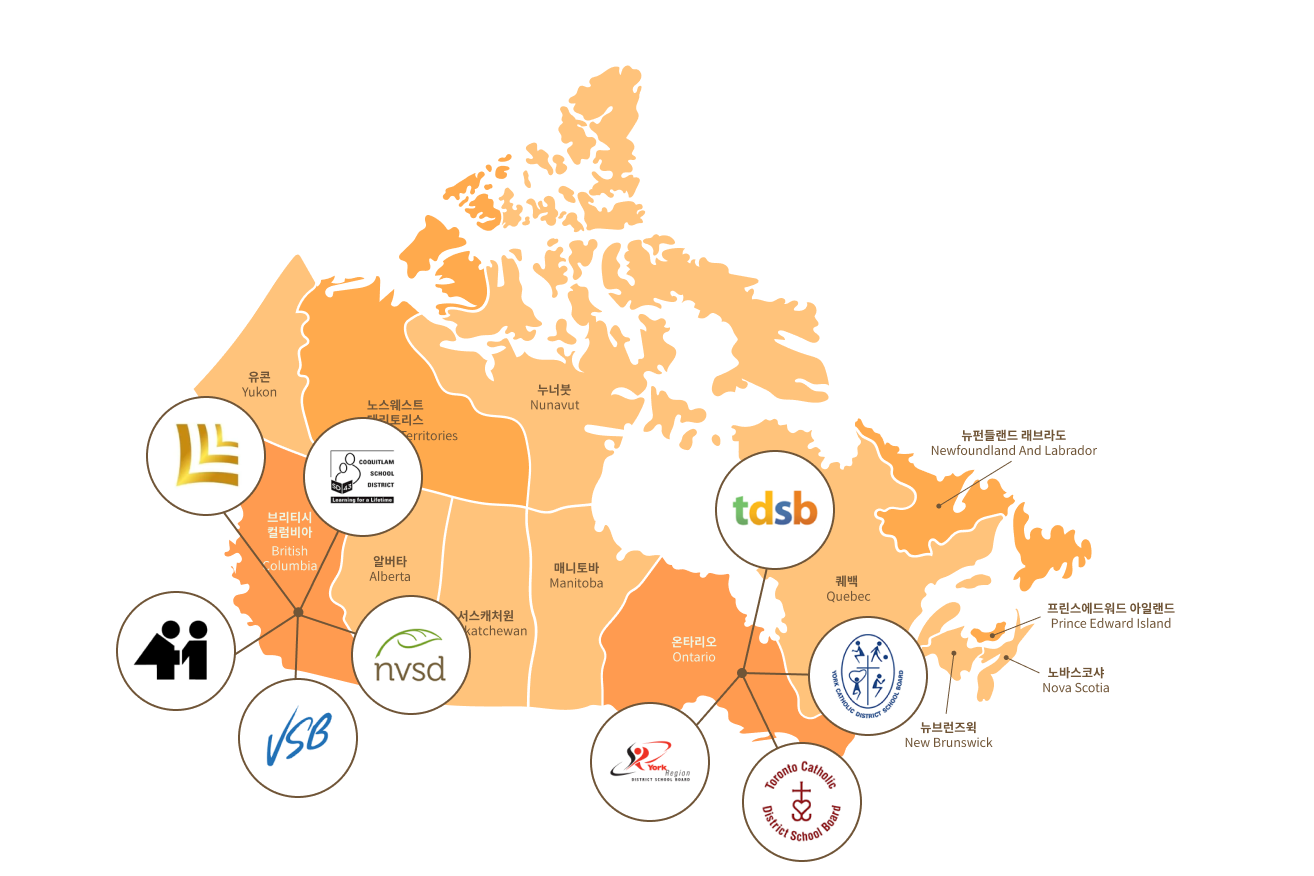 유콘
Yukon
노스웨스트
테리토리스
Territories
누너붓
Nunavut
뉴펀들랜드 래브라도
Newfoundland And Labrador
COQUITLAM
SCHOOL
DISTRICT
SD 43
Learning for a Lifetime
tdsb
브리티시
컬럼비아
British
Columbia
알버타
Alberta
매니토바
Manitoba
퀘백
Quebec
서스캐처원
katchewan
프린스에드워드 아일랜드
Prince Edward Island
온타리오
Ontario
노바스코샤
Nova Scotia
41
nvsd
YORK CATHOLIC DISTRICT SCHOOL BOARD
뉴브런즈윅
New Brunswick
VSB
York Region
DISTRICT SCHOOL BOARD
Toronto Catholic
District School Board